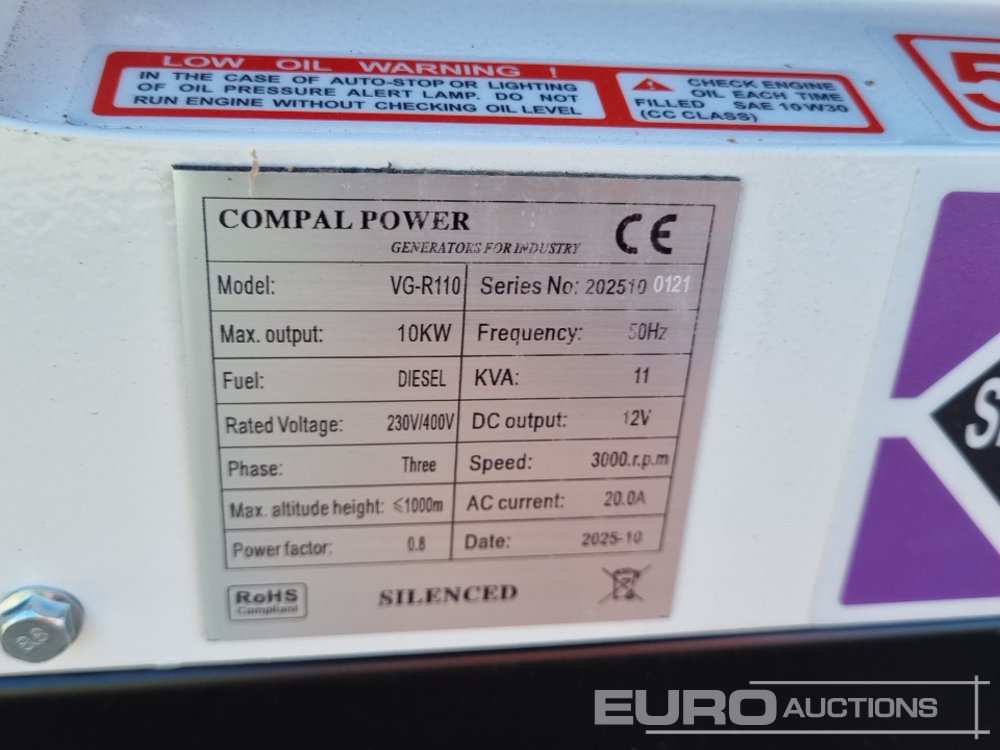 LOW OIL WARNING !
IN THE CASE OF AUTO-STOP OR LIGHTING
OF OIL PRESSURE ALERT LAMP. DO NOT
RUN ENGINE WITHOUT CHECKING OIL LEVEL
CHECK ENGINE
OIL EACH TIME
FILLED SAE 10W30
(CC CLASS)
5
COMPAL POWER
GENERATORS FOR INDUSTRY
CE
Model: VG-R110 Series No: 202510 0121
Max. output: 10KW Frequency: 50Hz
Fuel: DIESEL KVA: 11
Rated Voltage: 230V/400V DC output: 12V
Phase: Three Speed: 3000.r.p.m
Max. altitude height: ≤1000m AC current: 20.0A
Power factor: 0.8 Date: 2025-10
RoHS
Compliant
SILENCED
8.8
EURO AUCTIONS